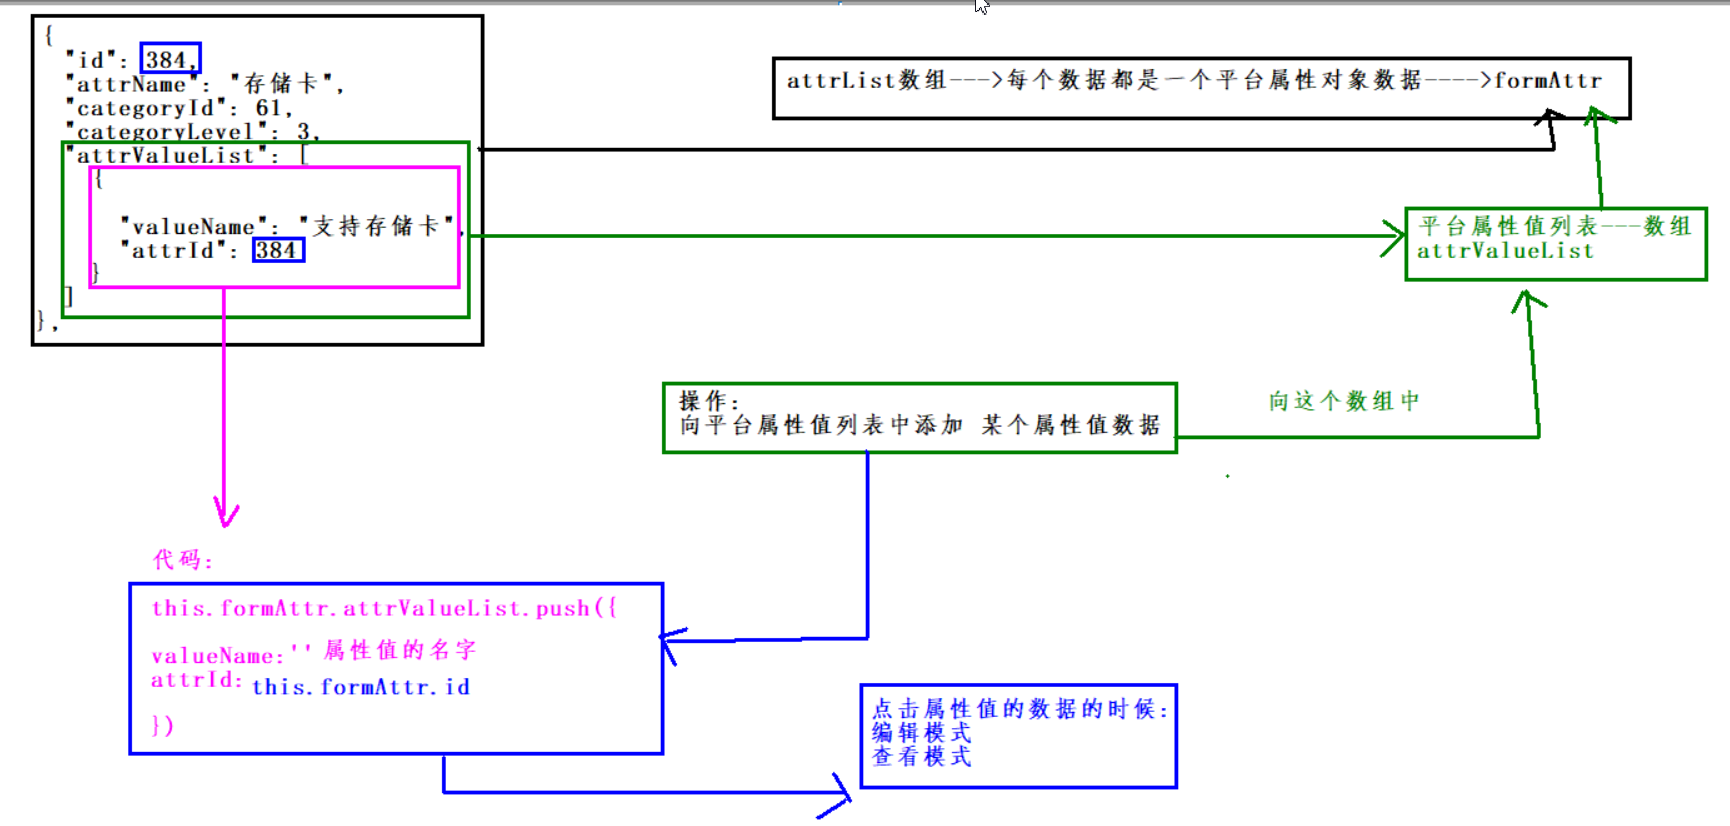 {
"id": 384,
"attrName": "存储卡",
"categoryId": 61,
"categoryLevel": 3,
"attrValueList": [
{
"valueName": "支持存储卡",
"attrId": 384
}
]
},
attrList数组--->每个数据都是一个平台属性对象数据---->formAttr
平台属性值列表---数组
attrValueList
操作:
向平台属性值列表中添加 某个属性值数据
向这个数组中
代码:
this.formAttr.attrValueList.push({
valueName:'' 属性值的名字
attrId: this.formAttr.id
})
点击属性值的数据的时候:
编辑模式
查看模式